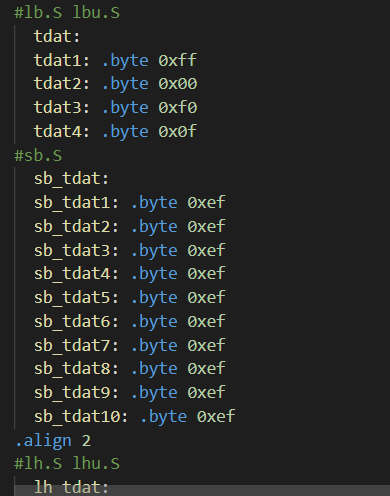 #lb.S lbu.S
tdat:
tdat1: .byte 0xff
tdat2: .byte 0x00
tdat3: .byte 0xf0
tdat4: .byte 0x0f
#sb.S
sb_tdat:
sb_tdat1: .byte 0xef
sb_tdat2: .byte 0xef
sb_tdat3: .byte 0xef
sb_tdat4: .byte 0xef
sb_tdat5: .byte 0xef
sb_tdat6: .byte 0xef
sb_tdat7: .byte 0xef
sb_tdat8: .byte 0xef
sb_tdat9: .byte 0xef
sb_tdat10: .byte 0xef
.align 2
#lh.S lhu.S
lh_tdat: